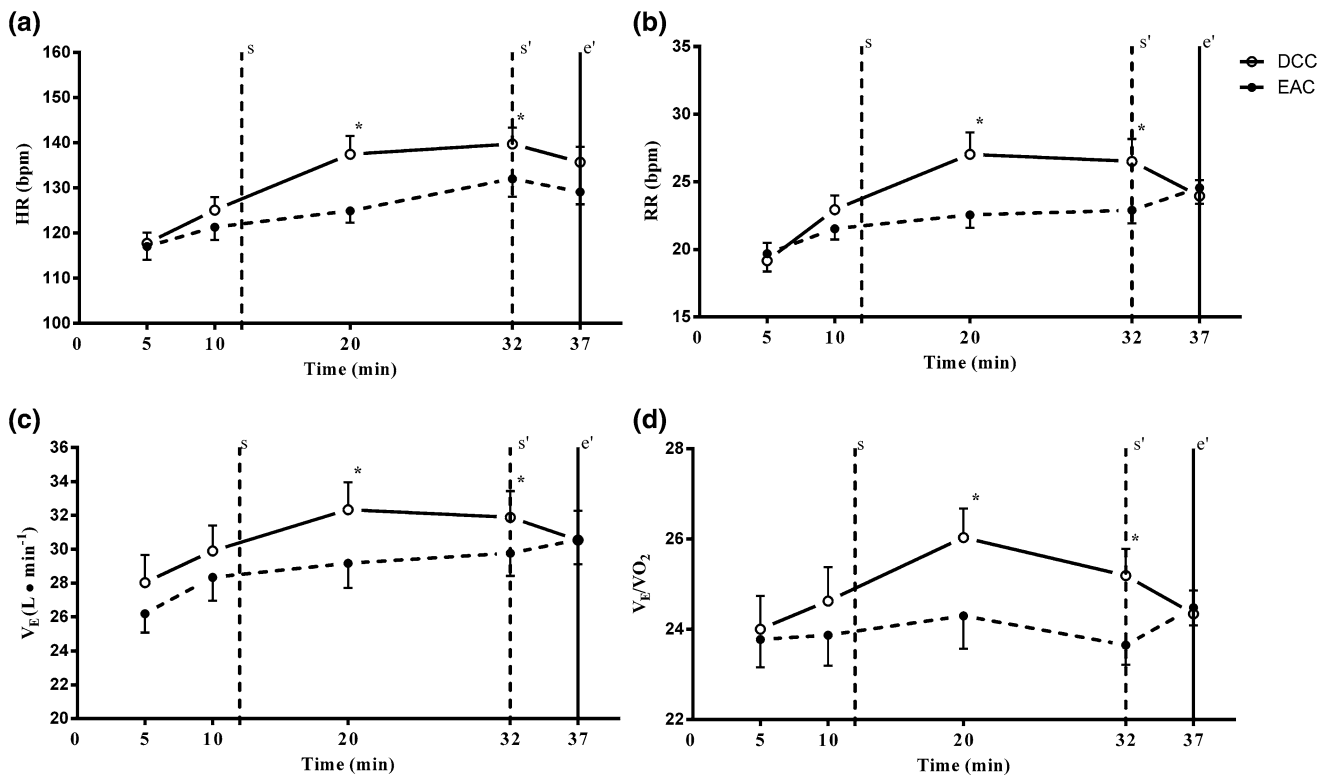 (a)
160
150
140
130
120
110
100
HR (bpm)
s
s'
e'
*
*
0 5 10 20 32 37
Time (min)
(b)
35
30
25
20
15
RR (bpm)
s
s'
e'
*
*
0 5 10 20 32 37
Time (min)
DCC
EAC
(c)
36
34
32
30
28
26
24
22
20
V_E (L • min⁻¹)
s
s'
e'
*
*
0 5 10 20 32 37
Time (min)
(d)
28
26
24
22
V_E/VO₂
s
s'
e'
*
*
0 5 10 20 32 37
Time (min)